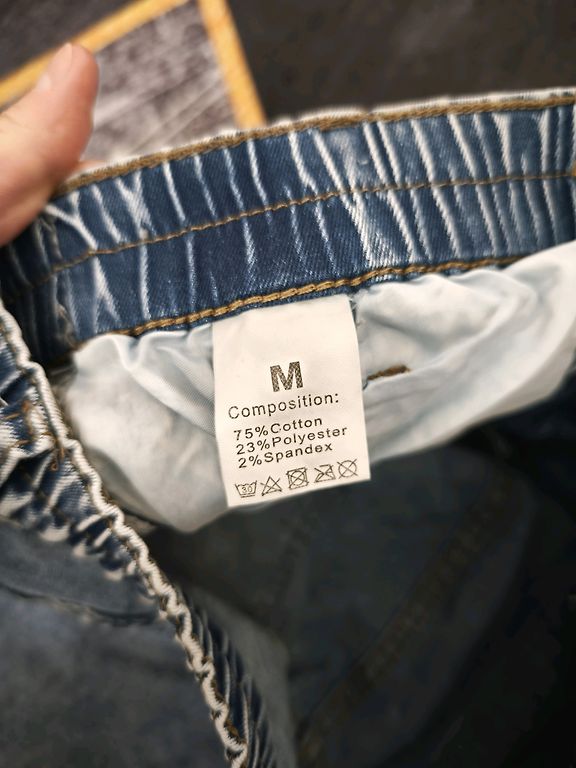 M
Composition:
75%Cotton
23%Polyester
2%Spandex
30